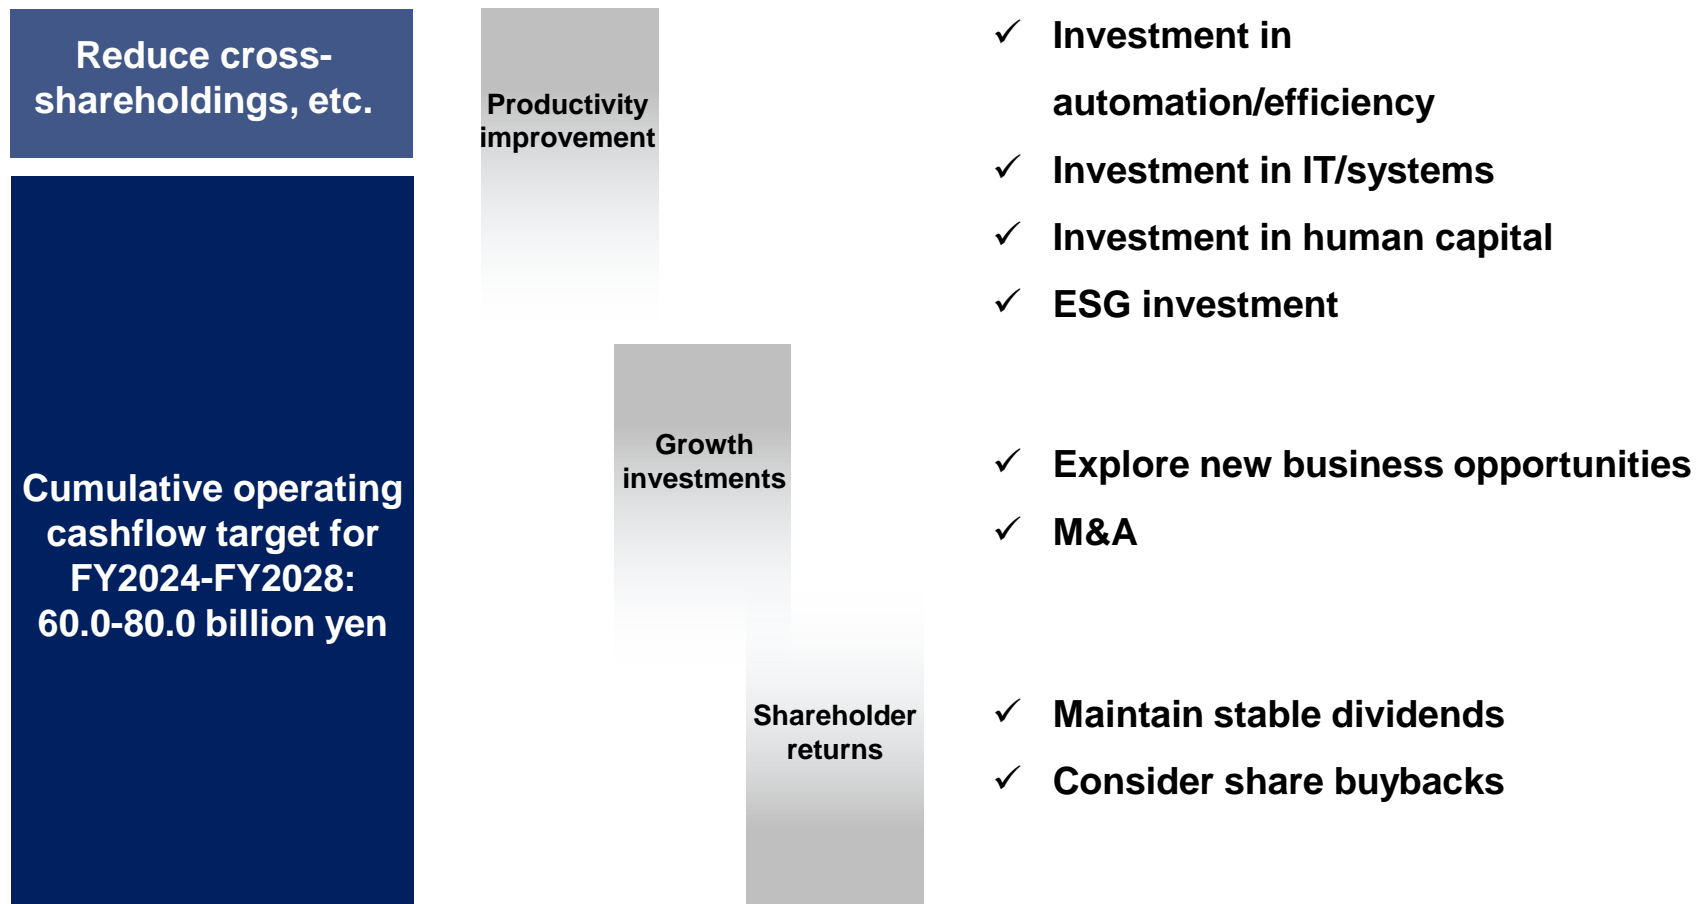 Reduce cross-
shareholdings, etc.
Cumulative operating
cashflow target for
FY2024-FY2028:
60.0-80.0 billion yen
Productivity
improvement
Growth
investments
Shareholder
returns
✓ Investment in
automation/efficiency
✓ Investment in IT/systems
✓ Investment in human capital
✓ ESG investment
✓ Explore new business opportunities
✓ M&A
✓ Maintain stable dividends
✓ Consider share buybacks